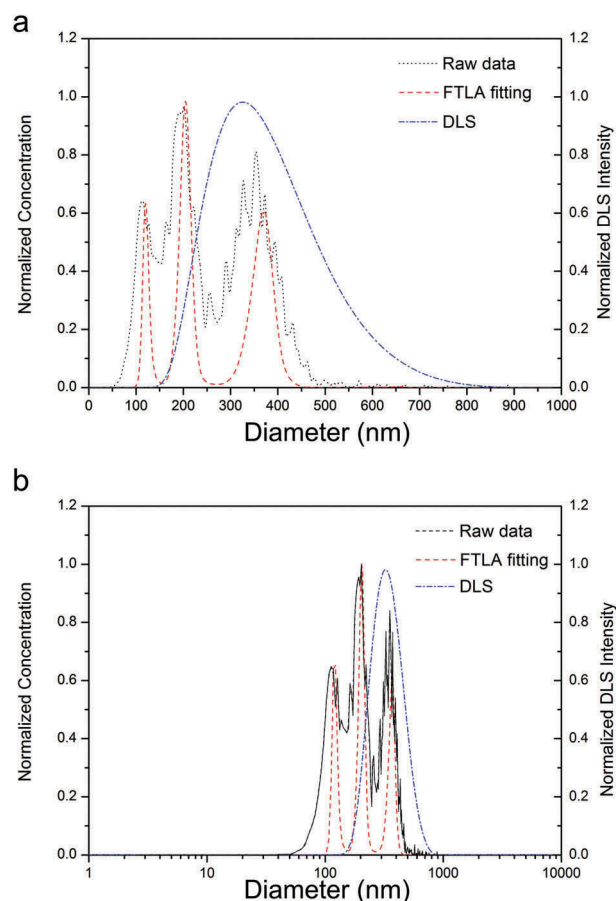 a
1.2
1.0
0.8
0.6
0.4
0.2
0.0
Normalized Concentration
Raw data
FTLA fitting
DLS
1.2
1.0
0.8
0.6
0.4
0.2
0.0
Normalized DLS Intensity
0 100 200 300 400 500 600 700 800 900 1000
Diameter (nm)
b
1.2
1.0
0.8
0.6
0.4
0.2
0.0
Normalized Concentration
Raw data
FTLA fitting
DLS
1.2
1.0
0.8
0.6
0.4
0.2
0.0
Normalized DLS Intensity
1 10 100 1000 10000
Diameter (nm)